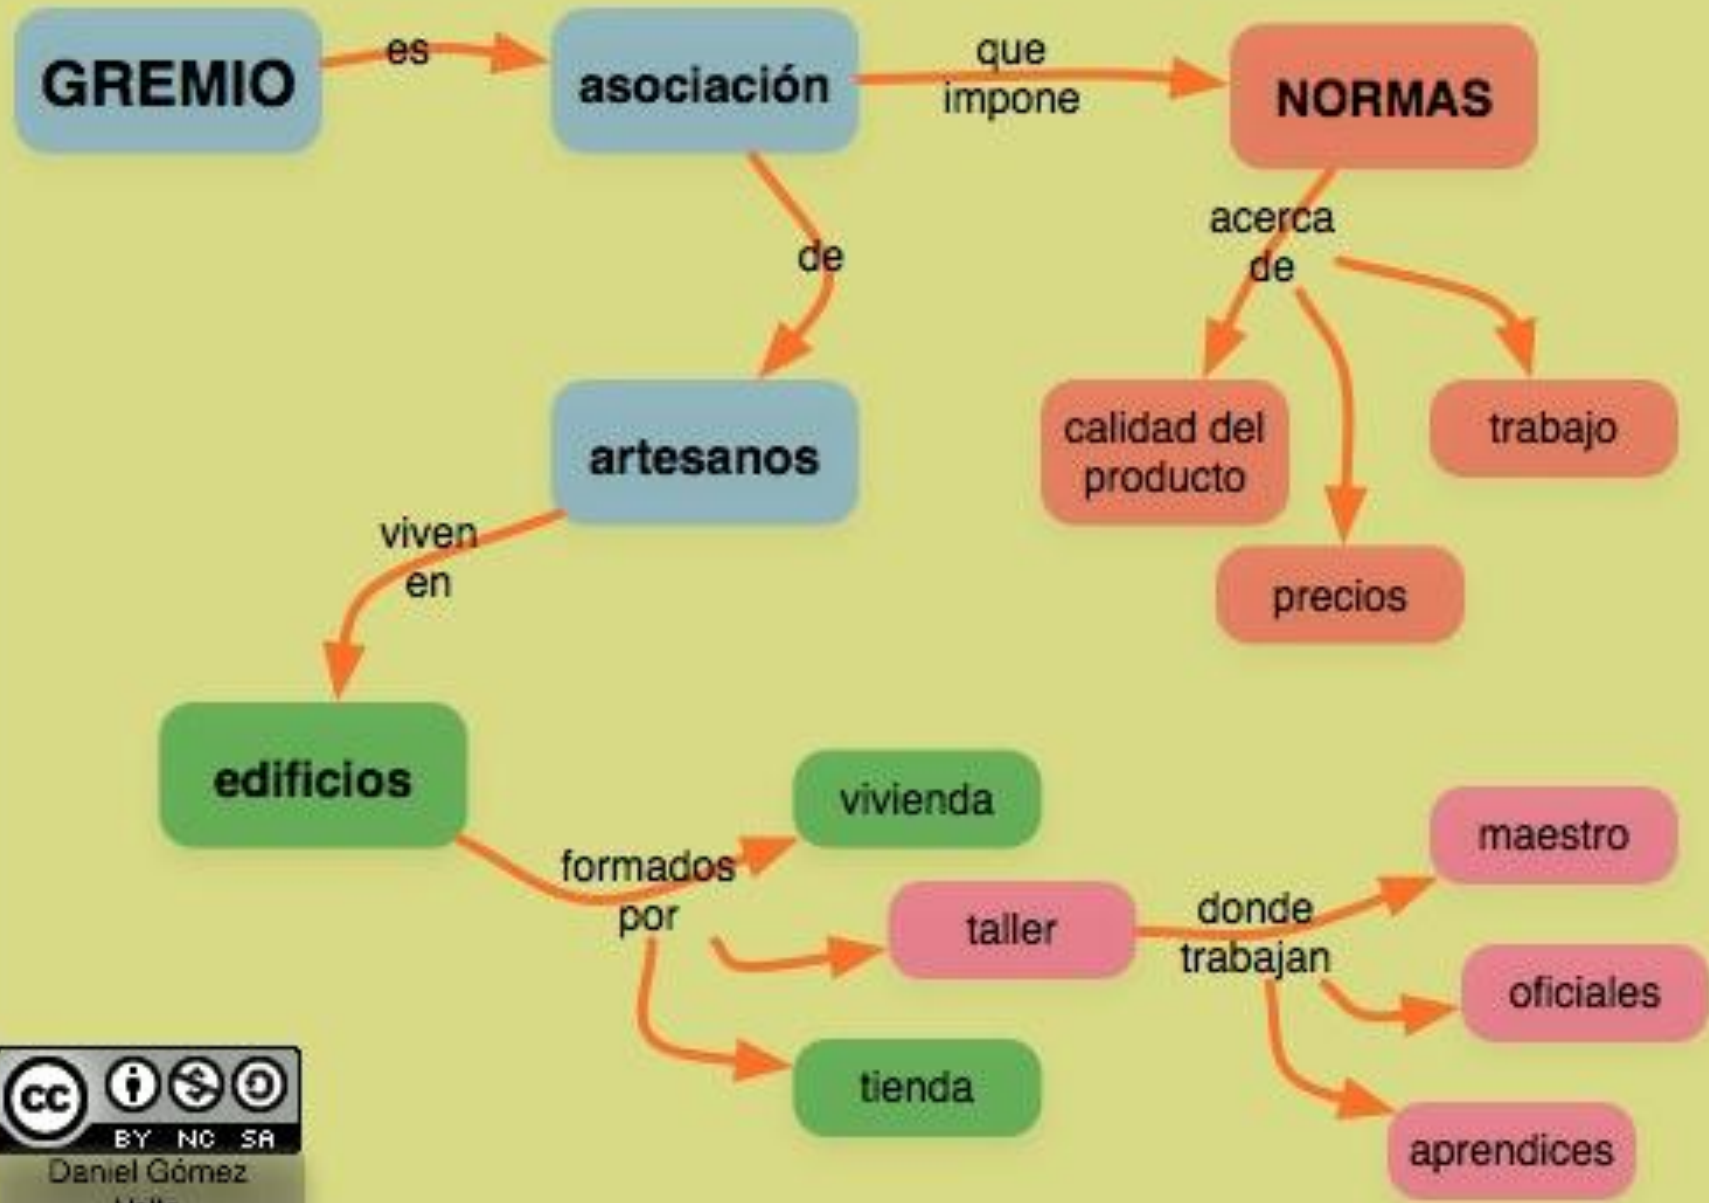 GREMIO
es
asociación
que
impone
NORMAS
de
acerca
de
artesanos
calidad del
producto
trabajo
precios
viven
en
edificios
formados
por
vivienda
taller
tienda
donde
trabajan
maestro
oficiales
aprendices
cc
BY NC SA
Daniel Gómez